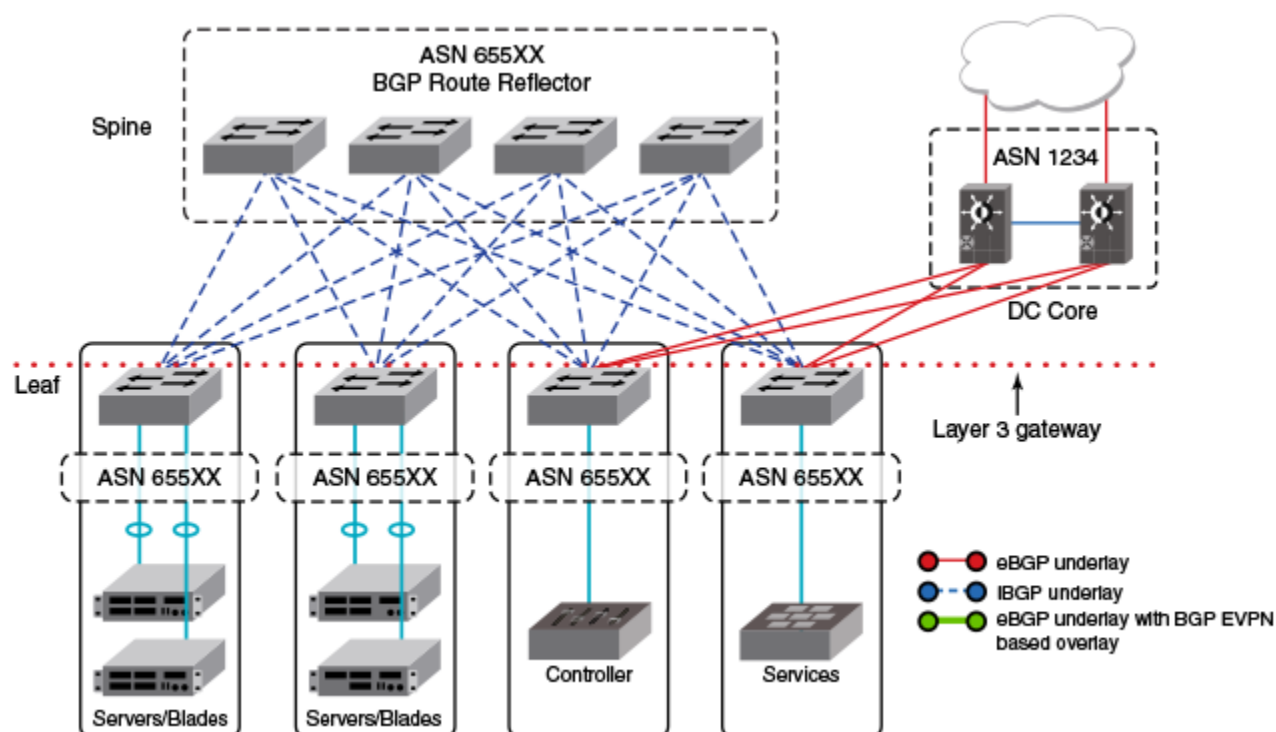 ASN 655XX
BGP Route Reflector
Spine
ASN 1234
DC Core
Leaf
Layer 3 gateway
ASN 655XX
ASN 655XX
ASN 655XX
ASN 655XX
Servers/Blades
Servers/Blades
Controller
Services
eBGP underlay
IBGP underlay
eBGP underlay with BGP EVPN
based overlay